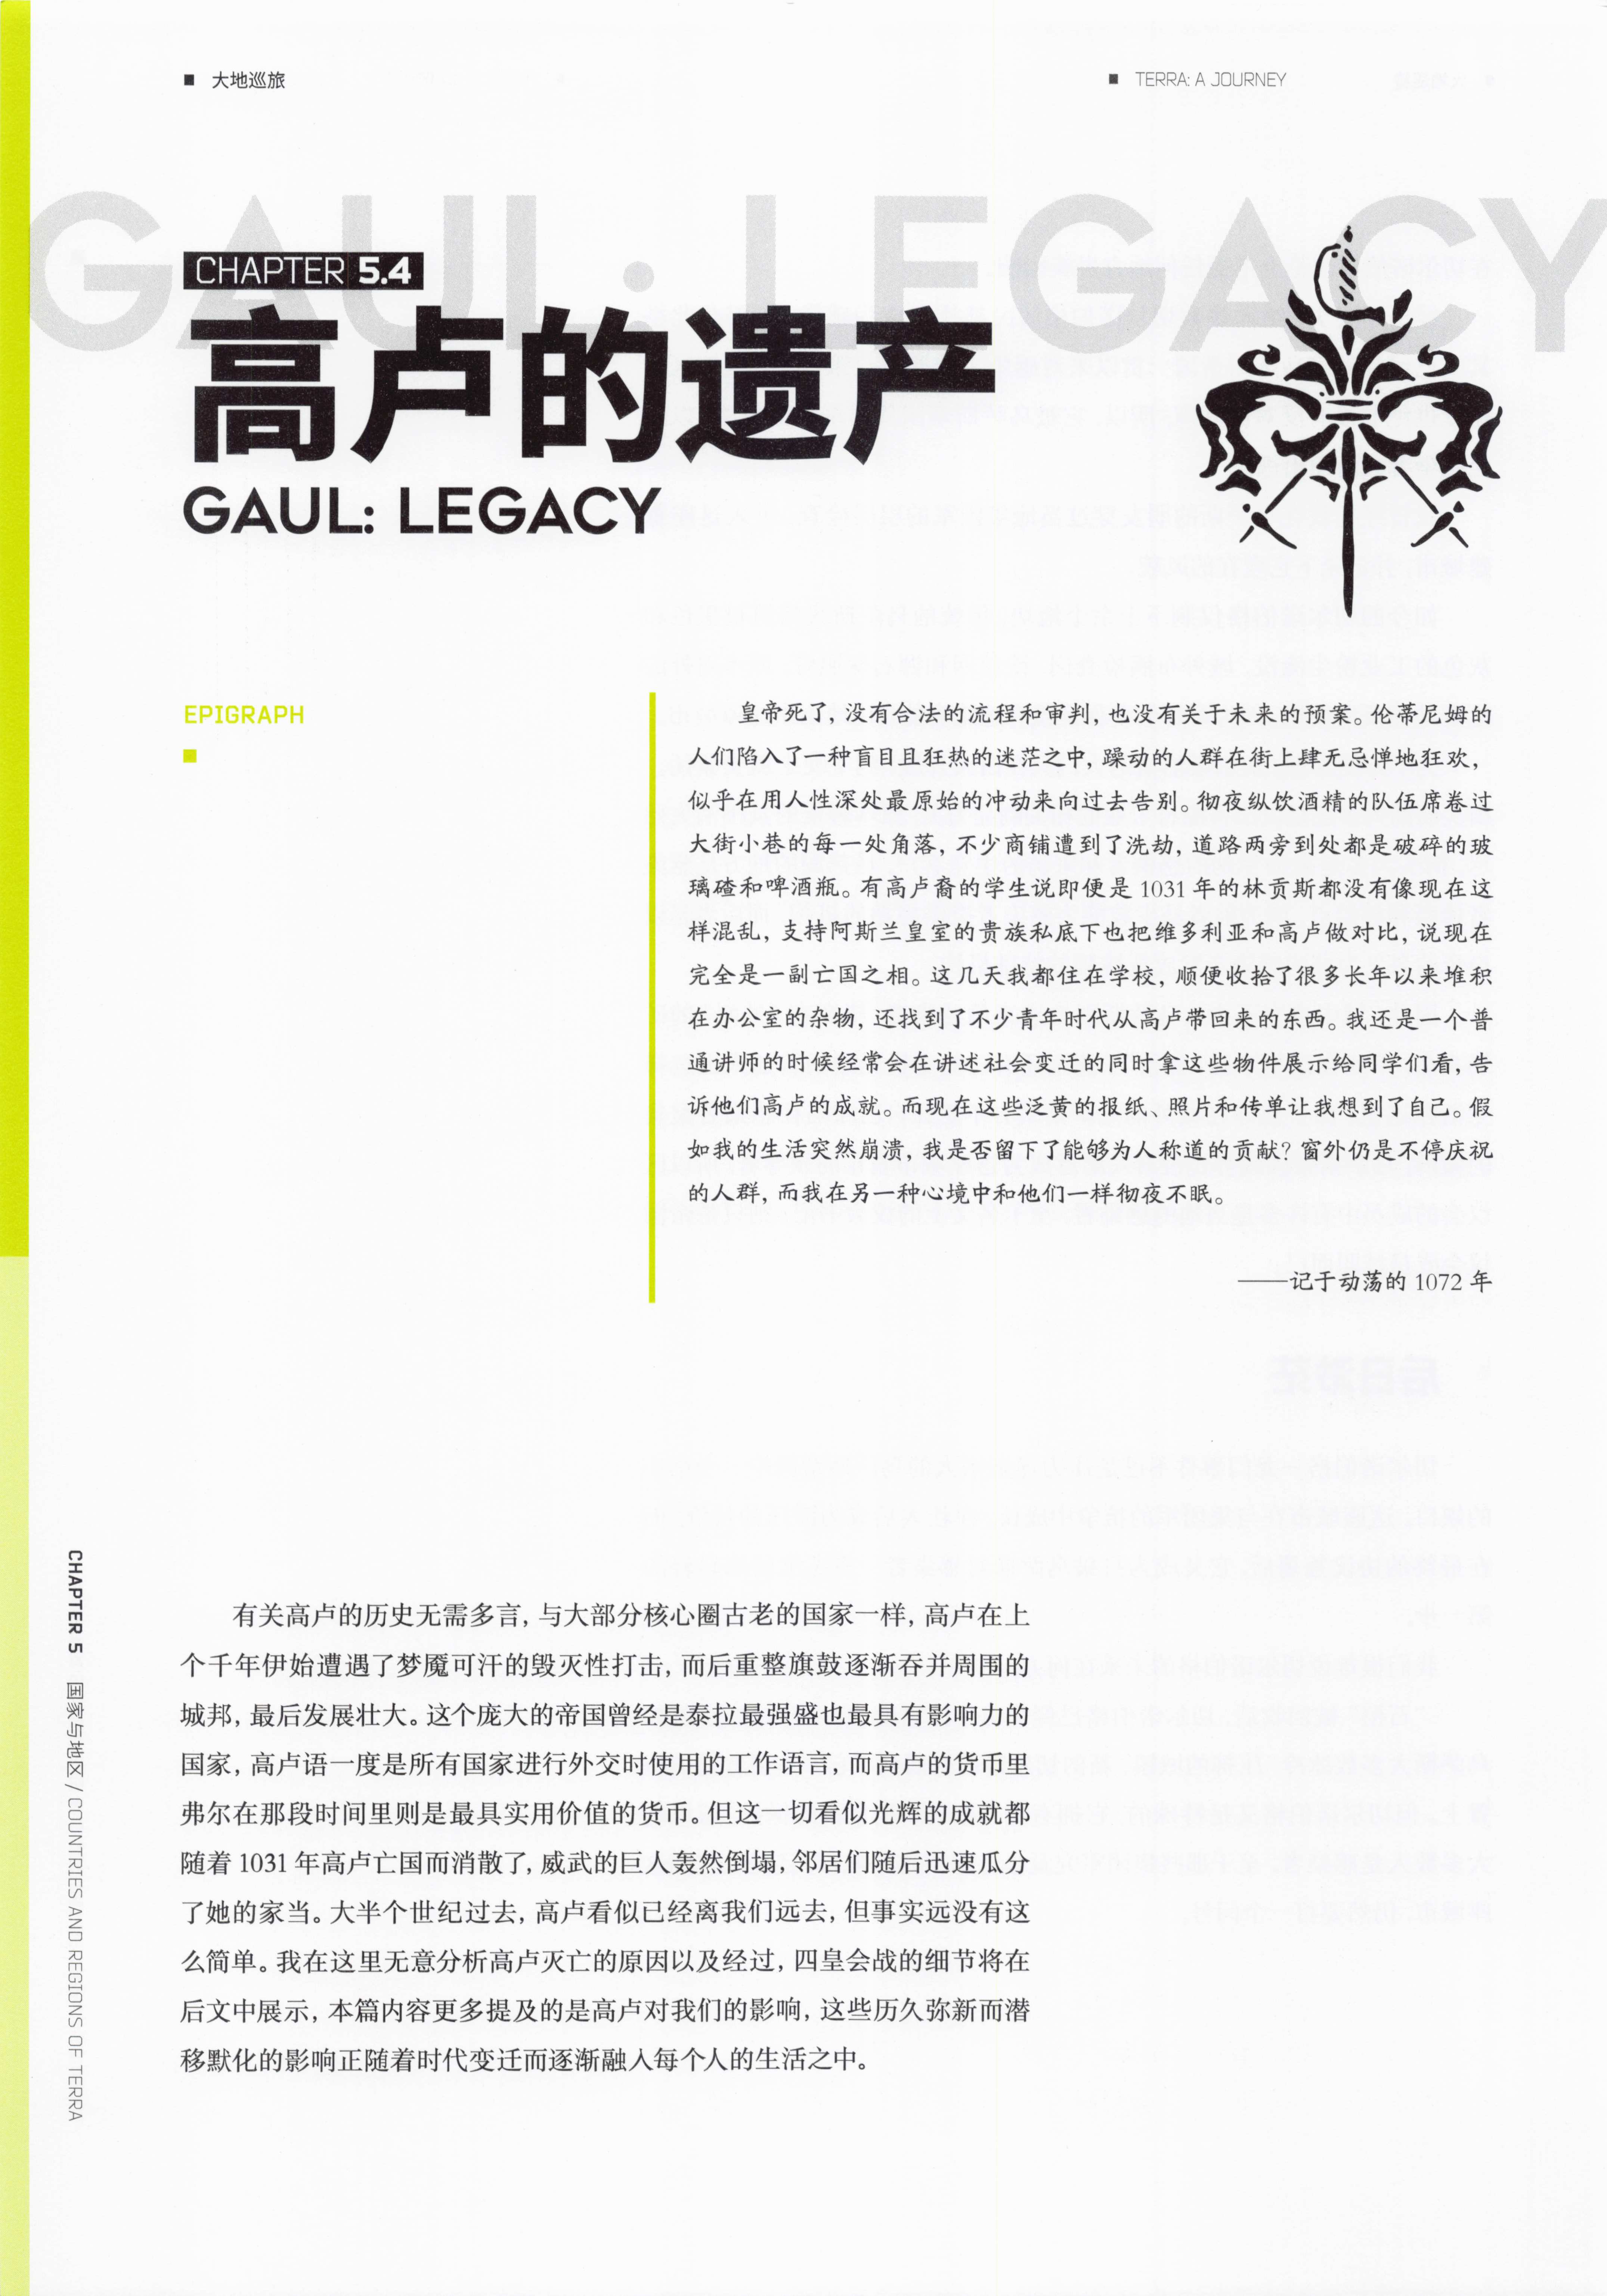 大地巡旅
TERRA: A JOURNEY
GAUL: LEGACY
CHAPTER 5.4
高卢的遗产
GAUL: LEGACY
EPIGRAPH
皇帝死了，没有合法的流程和审判，也没有关于未来的预案。伦蒂尼姆的
人们陷入了一种盲目且狂热的迷茫之中，躁动的人群在街上肆无忌惮地狂欢，
似乎在用人性深处最原始的冲动来向过去告别。彻夜纵饮酒精的队伍席卷过
大街小巷的每一处角落，不少商铺遭到了洗劫，道路两旁到处都是破碎的玻
璃碴和啤酒瓶。有高卢裔的学生说即便是 1031 年的林贡斯都没有像现在这
样混乱，支持阿斯兰皇室的贵族私底下也把维多利亚和高卢做对比，说现在
完全是一副亡国之相。这几天我都住在学校，顺便收拾了很多长年以来堆积
在办公室的杂物，还找到了不少青年时代从高卢带回来的东西。我还是一个普
通讲师的时候经常会在讲述社会变迁的同时拿这些物件展示给同学们看，告
诉他们高卢的成就。而现在这些泛黄的报纸、照片和传单让我想到了自己。假
如我的生活突然崩溃，我是否留下了能够为人称道的贡献？窗外仍是不停庆祝
的人群，而我在另一种心境中和他们一样彻夜不眠。
——记于动荡的 1072 年
有关高卢的历史无需多言，与大部分核心圈古老的国家一样，高卢在上
个千年伊始遭遇了梦魇可汗的毁灭性打击，而后重整旗鼓逐渐吞并周围的
城邦，最后发展壮大。这个庞大的帝国曾经是泰拉最强盛也最具有影响力的
国家，高卢语一度是所有国家进行外交时使用的工作语言，而高卢的货币里
弗尔在那段时间里则是最具实用价值的货币。但这一切看似光辉的成就都
随着 1031 年高卢亡国而消散了，威武的巨人轰然倒塌，邻居们随后迅速瓜分
了她的家当。大半个世纪过去，高卢看似已经离我们远去，但事实远没有这
么简单。我在这里无意分析高卢灭亡的原因以及经过，四皇会战的细节将在
后文中展示，本篇内容更多提及的是高卢对我们的影响，这些历久弥新而潜
移默化的影响正随着时代变迁而逐渐融入每个人的生活之中。
CHAPTER 5 国家与地区 / COUNTRIES AND REGIONS OF TERRA